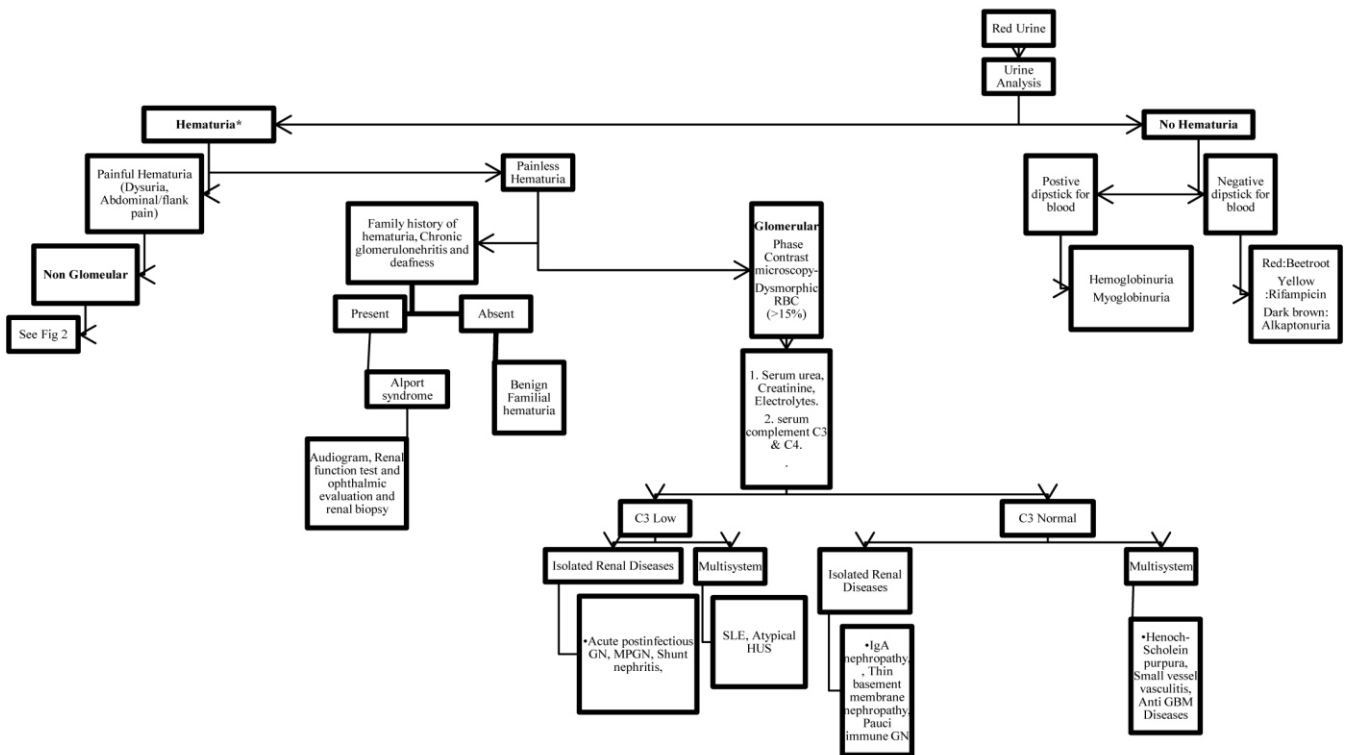 Red Urine
Urine
Analysis
Hematuria*
No Hematuria
Painful Hematuria
(Dysuria,
Abdominal/flank
pain)
Painless
Hematuria
Postive
dipstick for
blood
Negative
dipstick for
blood
Family history of
hematuria, Chronic
glomerulonehritis and
deafness
Glomerular
Phase
Contrast
microscopy-
Dysmorphic
RBC
(>15%)
Non Glomeular
Hemoglobinuria
Myoglobinuria
Red:Beetroot
Yellow
:Rifampicin
Dark brown:
Alkaptonuria
See Fig 2
Present
Absent
Alport
syndrome
Benign
Familial
hematuria
1. Serum urea,
Creatinine,
Electrolytes.
2. serum
complement C3
& C4.
.
Audiogram, Renal
function test and
ophthalmic
evaluation and
renal biopsy
C3 Low
C3 Normal
Isolated Renal Diseases
Multisystem
Isolated Renal
Diseases
Multisystem
•Acute postinfectious
GN, MPGN, Shunt
nephritis,
SLE, Atypical
HUS
•IgA
nephropathy,
, Thin
basement
membrane
nephropathy,
Pauci
immune GN
•Henoch-
Scholein
purpura,
Small vessel
vasculitis,
Anti GBM
Diseases